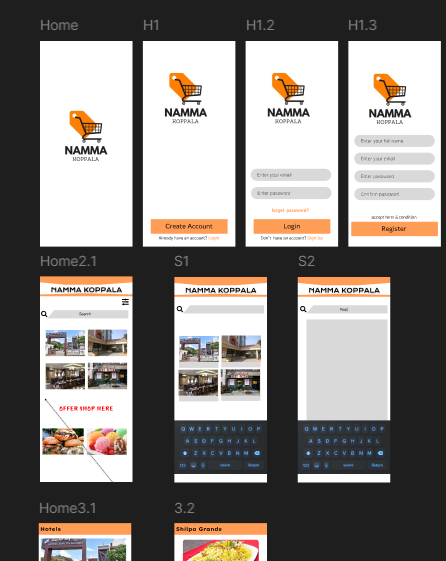 Home
H1
H1.2
H1.3
NAMMA
KOPPALA
NAMMA
KOPPALA
Create Account
Already have an account? Login
NAMMA
KOPPALA
Enter your email
Enter password
forget password?
Login
Don't have an account? Sign Up
NAMMA
KOPPALA
Enter your full name
Enter your email
Enter password
Confirm password
accept term & condition
Register
Home2.1
S1
S2
NAMMA KOPPALA
Search
OFFER SHOP HERE
NAMMA KOPPALA
Q W E R T Y U I O P
A S D F G H J K L
Z X C V B N M
123
space
Return
NAMMA KOPPALA
Q W E R T Y U I O P
A S D F G H J K L
Z X C V B N M
123
space
Return
Home3.1
3.2
Hotels
Shilpa Grande